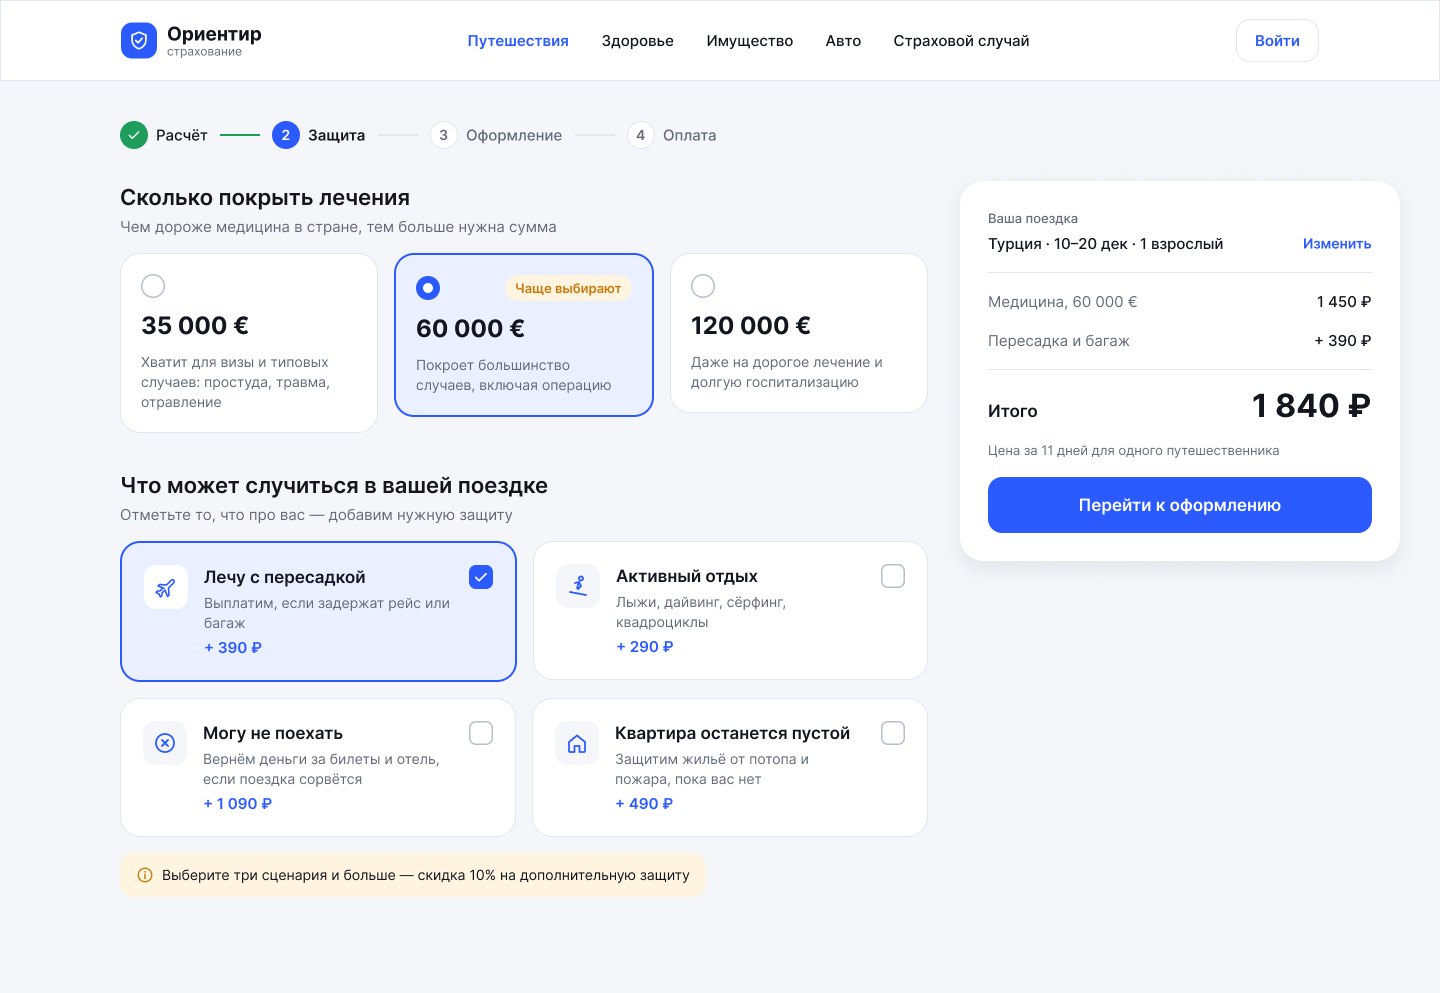 Ориентир
страхование
Путешествия
Здоровье
Имущество
Авто
Страховой случай
Войти
Расчёт
2
Защита
3
Оформление
4
Оплата
Сколько покрыть лечения
Чем дороже медицина в стране, тем больше нужна сумма
35 000 €
Хватит для визы и типовых
случаев: простуда, травма,
отравление
Чаще выбирают
60 000 €
Покроет большинство
случаев, включая операцию
120 000 €
Даже на дорогое лечение и
долгую госпитализацию
Что может случиться в вашей поездке
Отметьте то, что про вас — добавим нужную защиту
Лечу с пересадкой
Выплатим, если задержат рейс или
багаж
+ 390 ₽
Активный отдых
Лыжи, дайвинг, сёрфинг,
квадроциклы
+ 290 ₽
Могу не поехать
Вернём деньги за билеты и отель,
если поездка сорвётся
+ 1 090 ₽
Квартира останется пустой
Защитим жильё от потопа и
пожара, пока вас нет
+ 490 ₽
Выберите три сценария и больше — скидка 10% на дополнительную защиту
Ваша поездка
Турция · 10–20 дек · 1 взрослый
Изменить
Медицина, 60 000 €
1 450 ₽
Пересадка и багаж
+ 390 ₽
Итого
1 840 ₽
Цена за 11 дней для одного путешественника
Перейти к оформлению